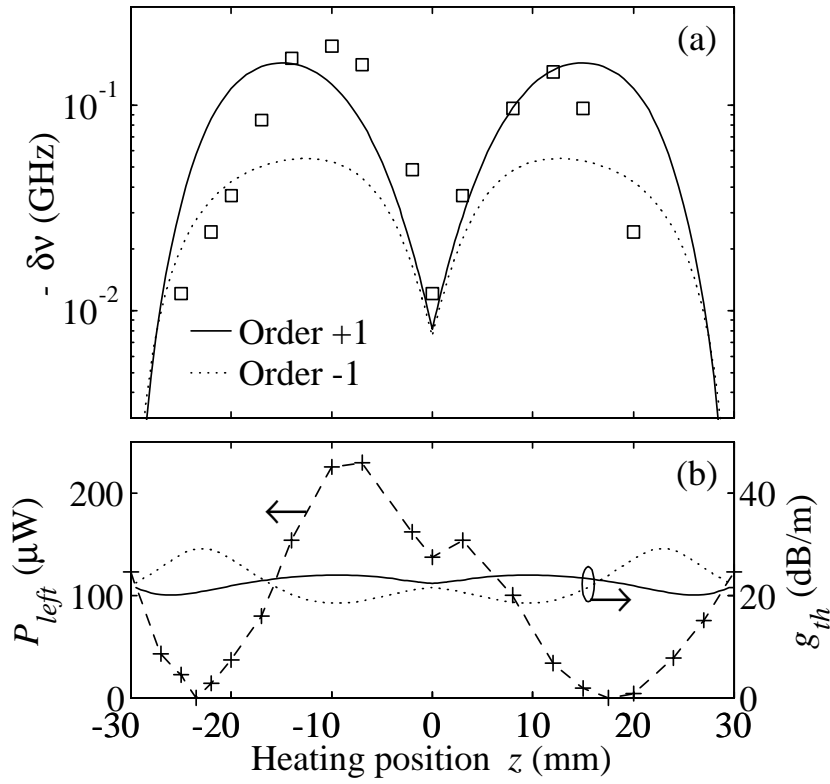 (a)
10⁻¹
10⁻²
- δν (GHz)
Order +1
Order -1
(b)
200
100
0
P_left (μW)
40
20
0
g_th (dB/m)
-30 -20 -10 0 10 20 30
Heating position z (mm)